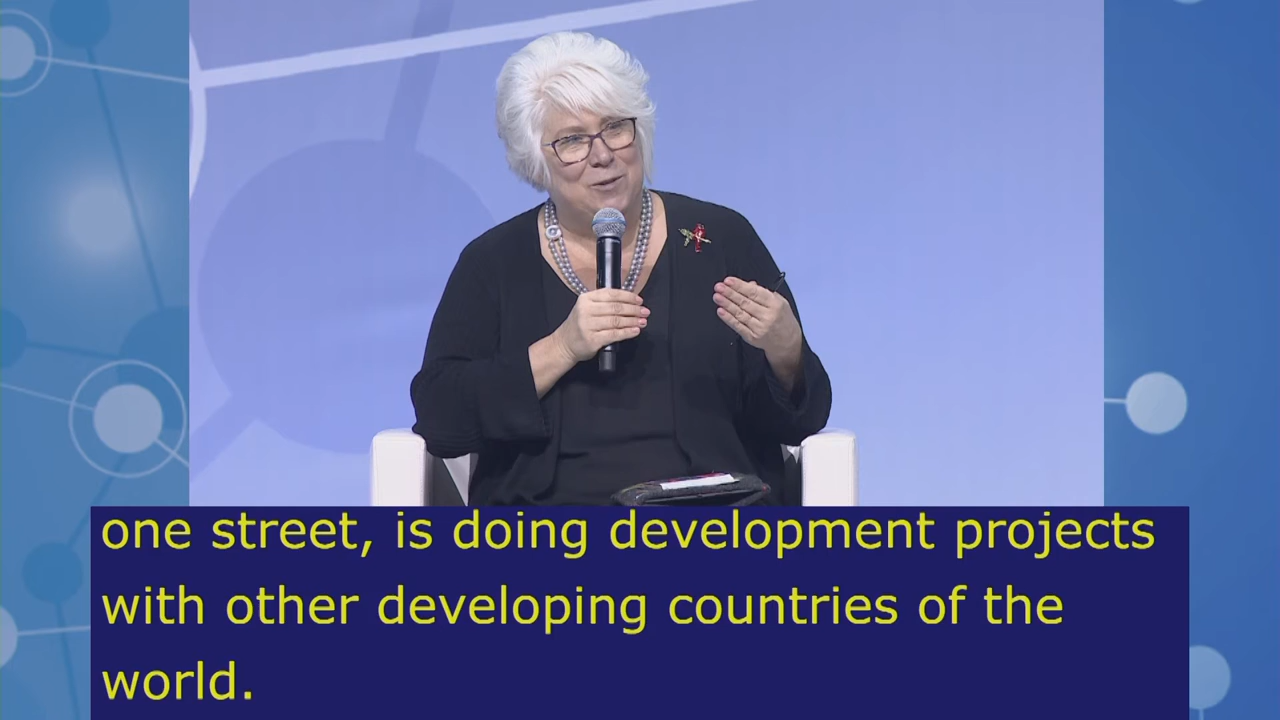 one street, is doing development projects
with other developing countries of the
world.